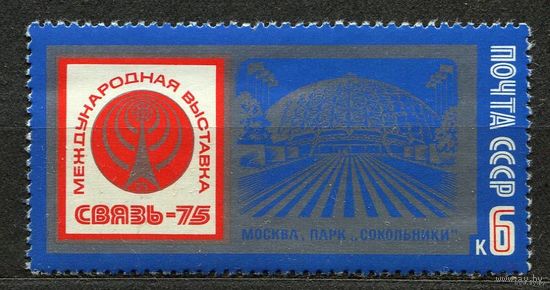 МЕЖДУНАРОДНАЯ ВЫСТАВКА
СВЯЗЬ-75
МОСКВА, ПАРК „СОКОЛЬНИКИ"
ПОЧТА СССР
к 6